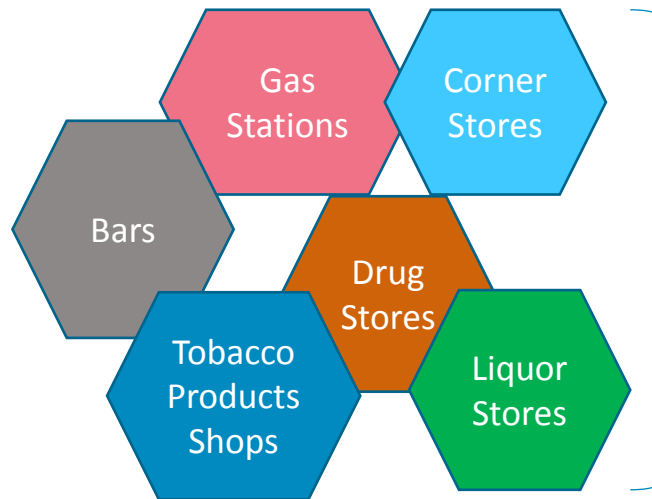 Gas
Stations
Corner
Stores
Bars
Drug
Stores
Tobacco
Products
Shops
Liquor
Stores